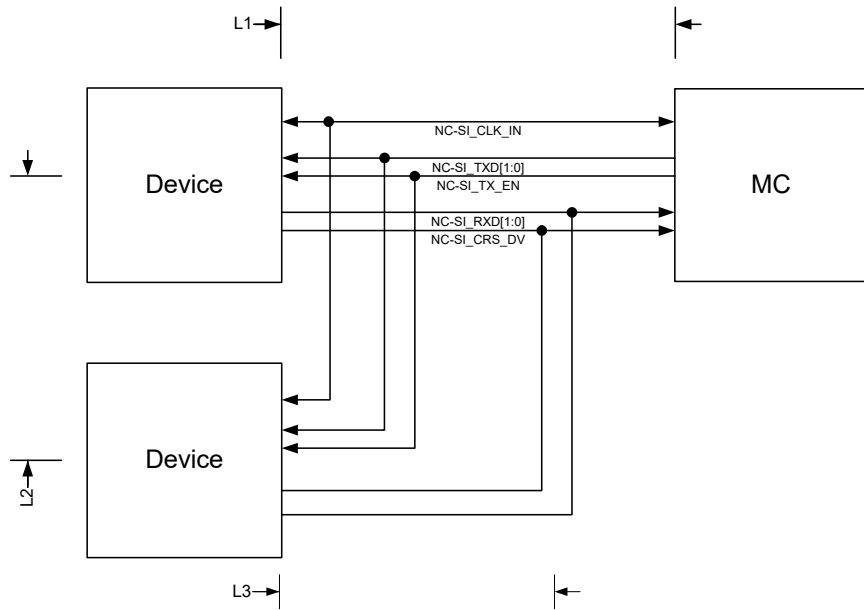 L1
Device
MC
NC-SI_CLK_IN
NC-SI_TXD[1:0]
NC-SI_TX_EN
NC-SI_RXD[1:0]
NC-SI_CRS_DV
Device
L2
L3